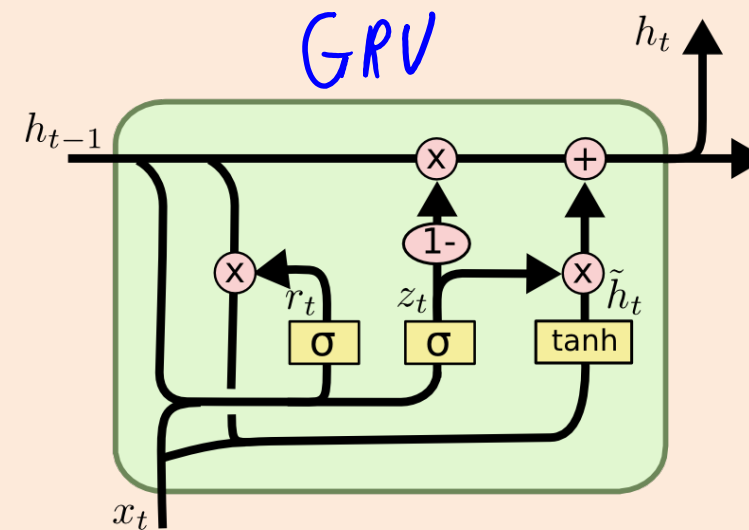 GRU
h_t
h_{t-1}
x
+
1-
x
x
r_t
z_t
h̃_t
σ
σ
tanh
x_t